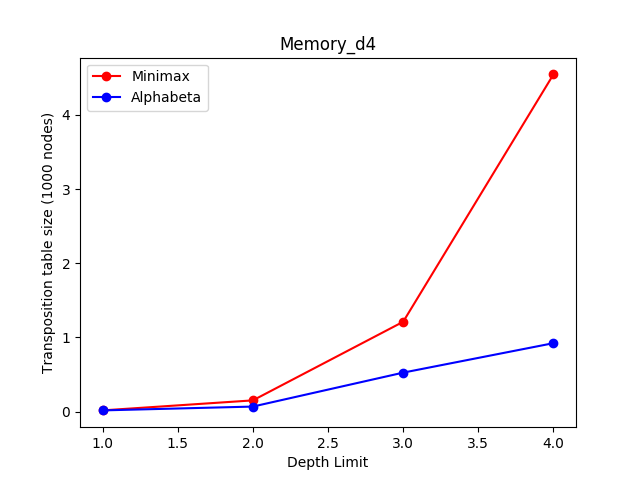 Memory_d4
Minimax
Alphabeta
Transposition table size (1000 nodes)
4
3
2
1
0
1.0 1.5 2.0 2.5 3.0 3.5 4.0
Depth Limit